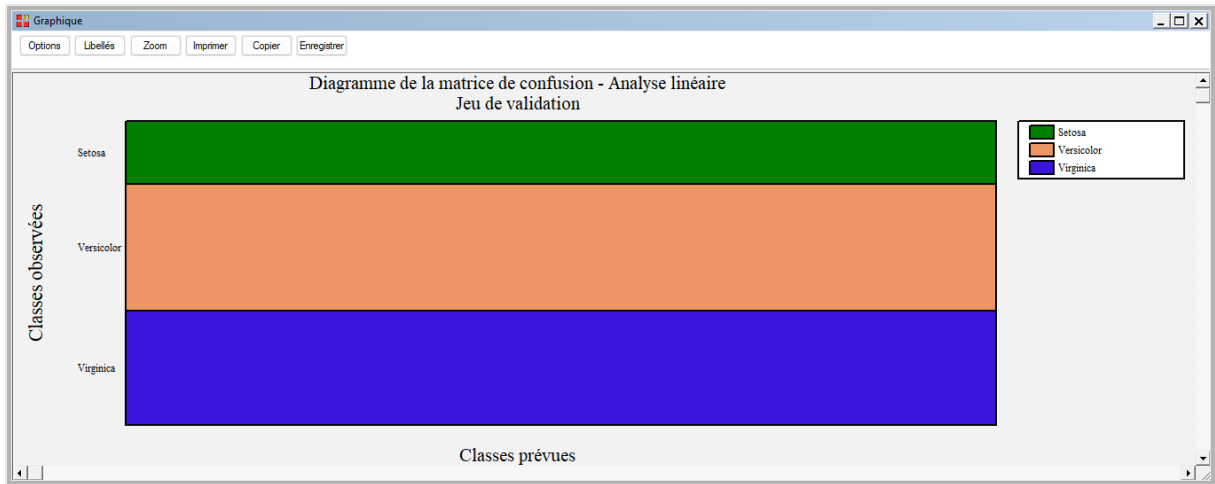 Graphique
Options Libellés Zoom Imprimer Copier Enregistrer
Diagramme de la matrice de confusion - Analyse linéaire
Jeu de validation
Setosa
Versicolor
Virginica
Classes observées
Classes prévues
Setosa
Versicolor
Virginica